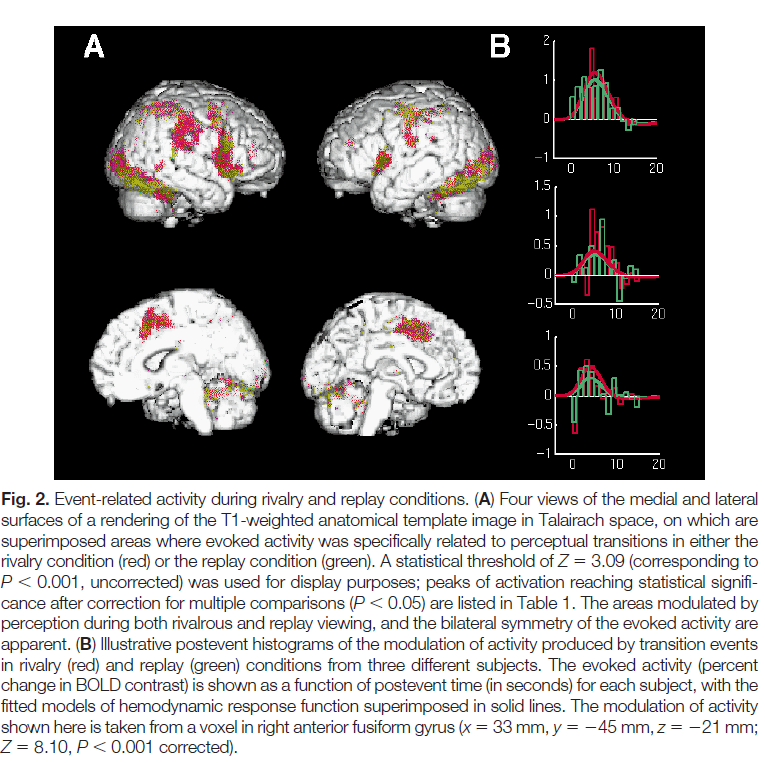 A
B
2
1
0
−1
0
10
20
1.5
1
0.5
0
−0.5
0
10
20
1
0.5
0
−0.5
−1
0
10
20
Fig. 2. Event-related activity during rivalry and replay conditions. (A) Four views of the medial and lateral
surfaces of a rendering of the T1-weighted anatomical template image in Talairach space, on which are
superimposed areas where evoked activity was specifically related to perceptual transitions in either the
rivalry condition (red) or the replay condition (green). A statistical threshold of Z = 3.09 (corresponding to
P < 0.001, uncorrected) was used for display purposes; peaks of activation reaching statistical signifi-
cance after correction for multiple comparisons (P < 0.05) are listed in Table 1. The areas modulated by
perception during both rivalrous and replay viewing, and the bilateral symmetry of the evoked activity are
apparent. (B) Illustrative postevent histograms of the modulation of activity produced by transition events
in rivalry (red) and replay (green) conditions from three different subjects. The evoked activity (percent
change in BOLD contrast) is shown as a function of postevent time (in seconds) for each subject, with the
fitted models of hemodynamic response function superimposed in solid lines. The modulation of activity
shown here is taken from a voxel in right anterior fusiform gyrus (x = 33 mm, y = −45 mm, z = −21 mm;
Z = 8.10, P < 0.001 corrected).